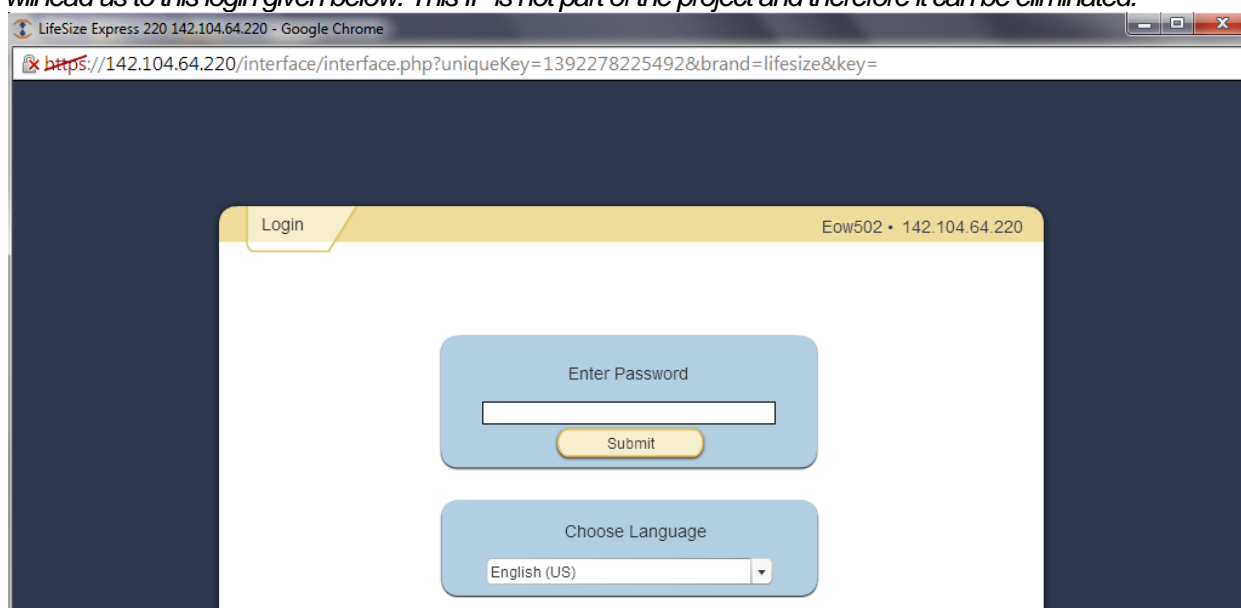 will lead us to this login given below. This IP is not part of the project and therefore it can be eliminated.
LifeSize Express 220 142.104.64.220 - Google Chrome
https://142.104.64.220/interface/interface.php?uniqueKey=1392278225492&brand=lifesize&key=
Login
Eow502 • 142.104.64.220
Enter Password
Submit
Choose Language
English (US)